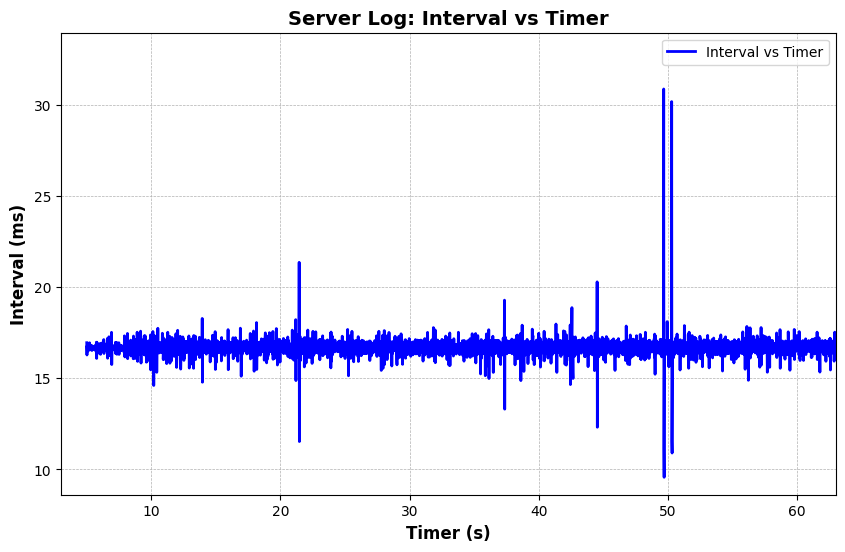 Server Log: Interval vs Timer
Interval vs Timer
30
25
20
15
10
Interval (ms)
10 20 30 40 50 60
Timer (s)